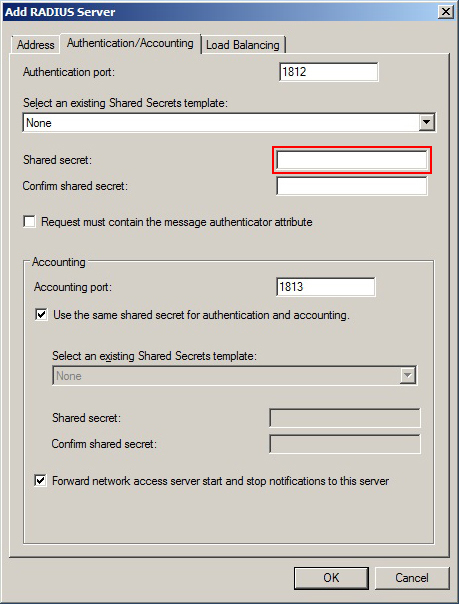 Add RADIUS Server
Address Authentication/Accounting Load Balancing
Authentication port: 1812
Select an existing Shared Secrets template:
None
Shared secret:
Confirm shared secret:
Request must contain the message authenticator attribute
Accounting
Accounting port: 1813
Use the same shared secret for authentication and accounting.
Select an existing Shared Secrets template:
None
Shared secret:
Confirm shared secret:
Forward network access server start and stop notifications to this server
OK Cancel